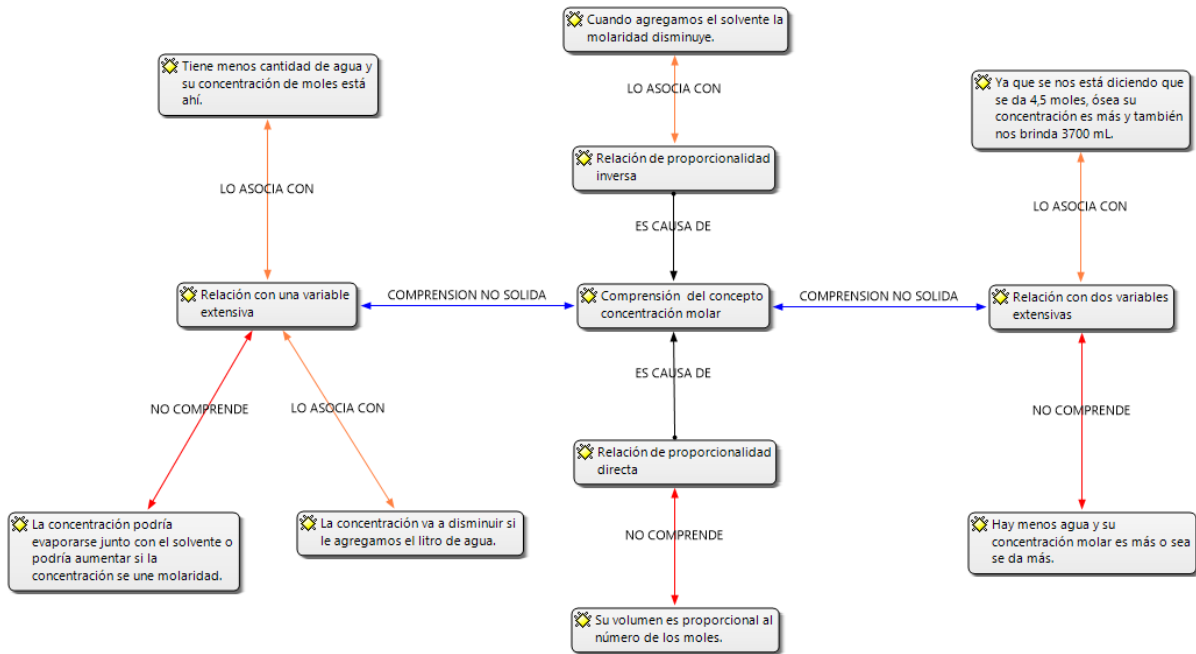 Cuando agregamos el solvente la
molaridad disminuye.
Tiene menos cantidad de agua y
su concentración de moles está
ahí.
Ya que se nos está diciendo que
se da 4,5 moles, ósea su
concentración es más y también
nos brinda 3700 mL.
LO ASOCIA CON
Relación de proporcionalidad
inversa
LO ASOCIA CON
LO ASOCIA CON
ES CAUSA DE
Relación con una variable
extensiva
COMPRENSION NO SOLIDA
Comprensión del concepto
concentración molar
COMPRENSION NO SOLIDA
Relación con dos variables
extensivas
ES CAUSA DE
NO COMPRENDE
LO ASOCIA CON
NO COMPRENDE
Relación de proporcionalidad
directa
La concentración podría
evaporarse junto con el solvente o
podría aumentar si la
concentración se une molaridad.
La concentración va a disminuir si
le agregamos el litro de agua.
NO COMPRENDE
Hay menos agua y su
concentración molar es más o sea
se da más.
Su volumen es proporcional al
número de los moles.